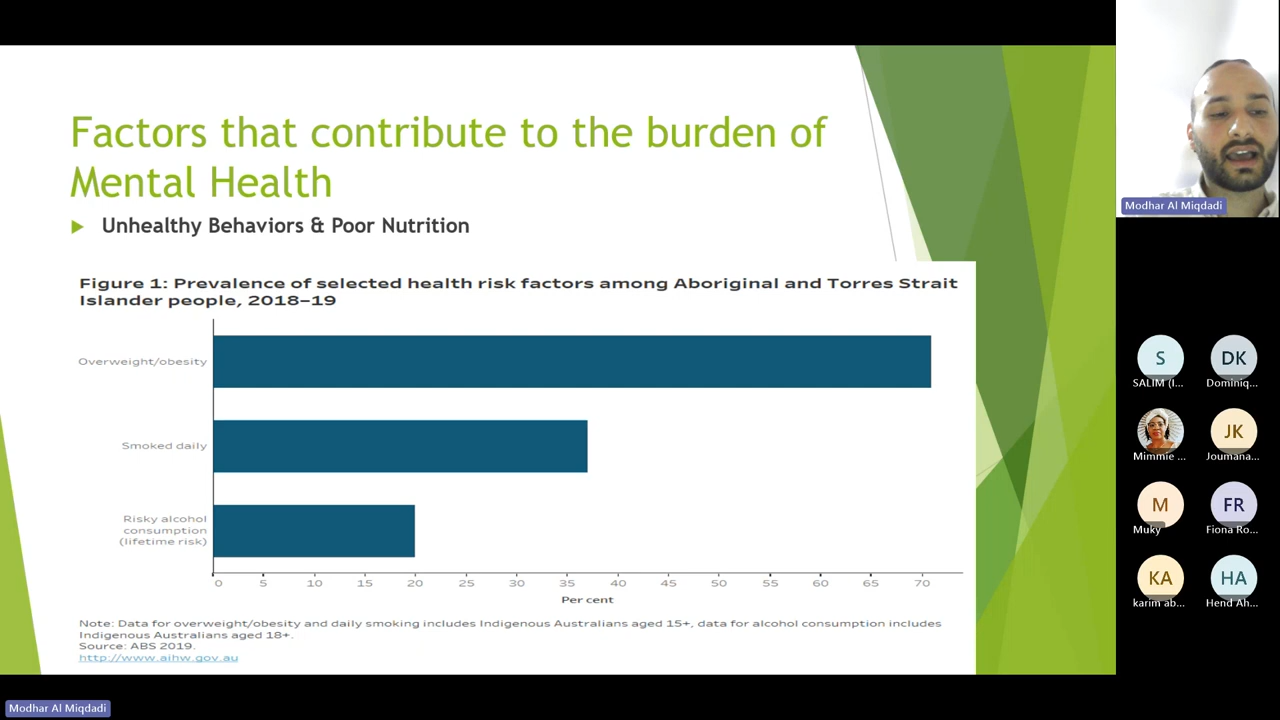 Factors that contribute to the burden of
Mental Health
Unhealthy Behaviors & Poor Nutrition
Figure 1: Prevalence of selected health risk factors among Aboriginal and Torres Strait
Islander people, 2018–19
Overweight/obesity
Smoked daily
Risky alcohol
consumption
(lifetime risk)
0 5 10 15 20 25 30 35 40 45 50 55 60 65 70
Per cent
Note: Data for overweight/obesity and daily smoking includes Indigenous Australians aged 15+, data for alcohol consumption includes
Indigenous Australians aged 18+.
Source: ABS 2019.
http://www.aihw.gov.au
Modhar Al Miqdadi
S DK
SALIM (I... Dominiq...
JK
Mimmie ... Joumana...
M FR
Muky Fiona Ro...
KA HA
karim ab... Hend Ah...
Modhar Al Miqdadi